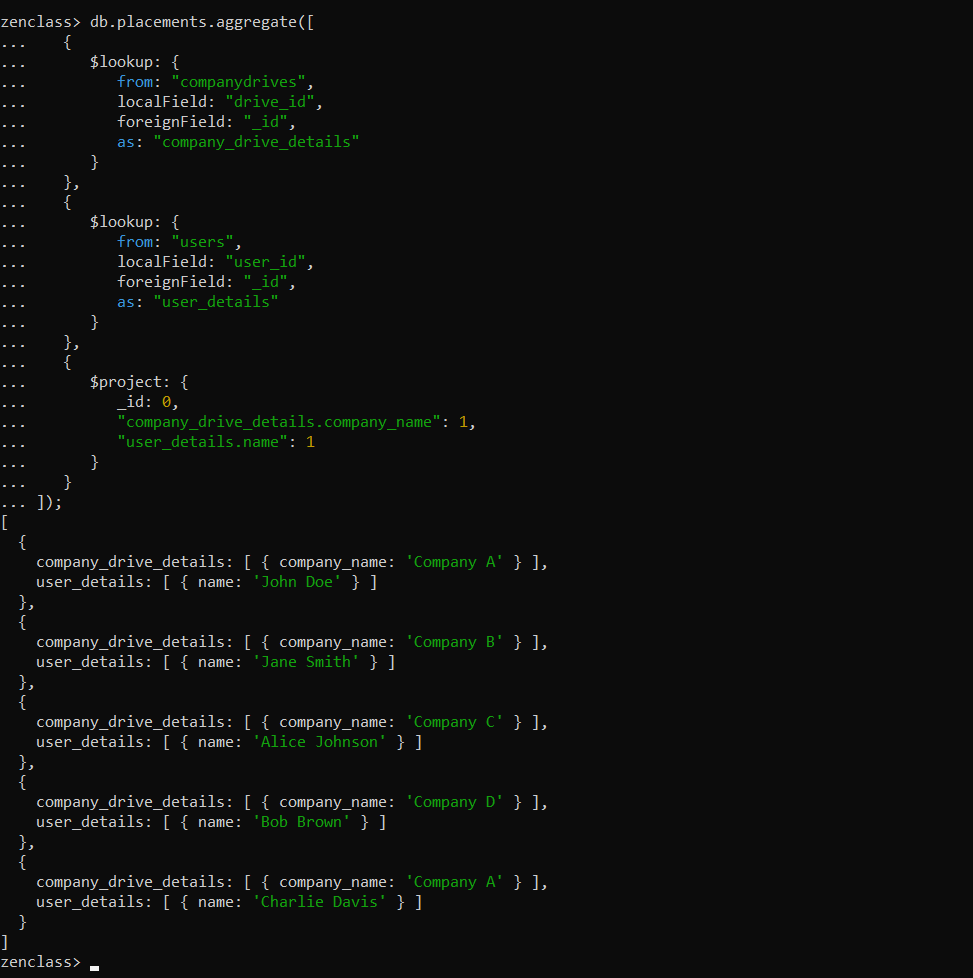 zenclass> db.placements.aggregate([
...    {
...       $lookup: {
...          from: "companydrives",
...          localField: "drive_id",
...          foreignField: "_id",
...          as: "company_drive_details"
...       }
...    },
...    {
...       $lookup: {
...          from: "users",
...          localField: "user_id",
...          foreignField: "_id",
...          as: "user_details"
...       }
...    },
...    {
...       $project: {
...          _id: 0,
...          "company_drive_details.company_name": 1,
...          "user_details.name": 1
...       }
...    }
... ]);
[
  {
    company_drive_details: [ { company_name: 'Company A' } ],
    user_details: [ { name: 'John Doe' } ]
  },
  {
    company_drive_details: [ { company_name: 'Company B' } ],
    user_details: [ { name: 'Jane Smith' } ]
  },
  {
    company_drive_details: [ { company_name: 'Company C' } ],
    user_details: [ { name: 'Alice Johnson' } ]
  },
  {
    company_drive_details: [ { company_name: 'Company D' } ],
    user_details: [ { name: 'Bob Brown' } ]
  },
  {
    company_drive_details: [ { company_name: 'Company A' } ],
    user_details: [ { name: 'Charlie Davis' } ]
  }
]
zenclass>